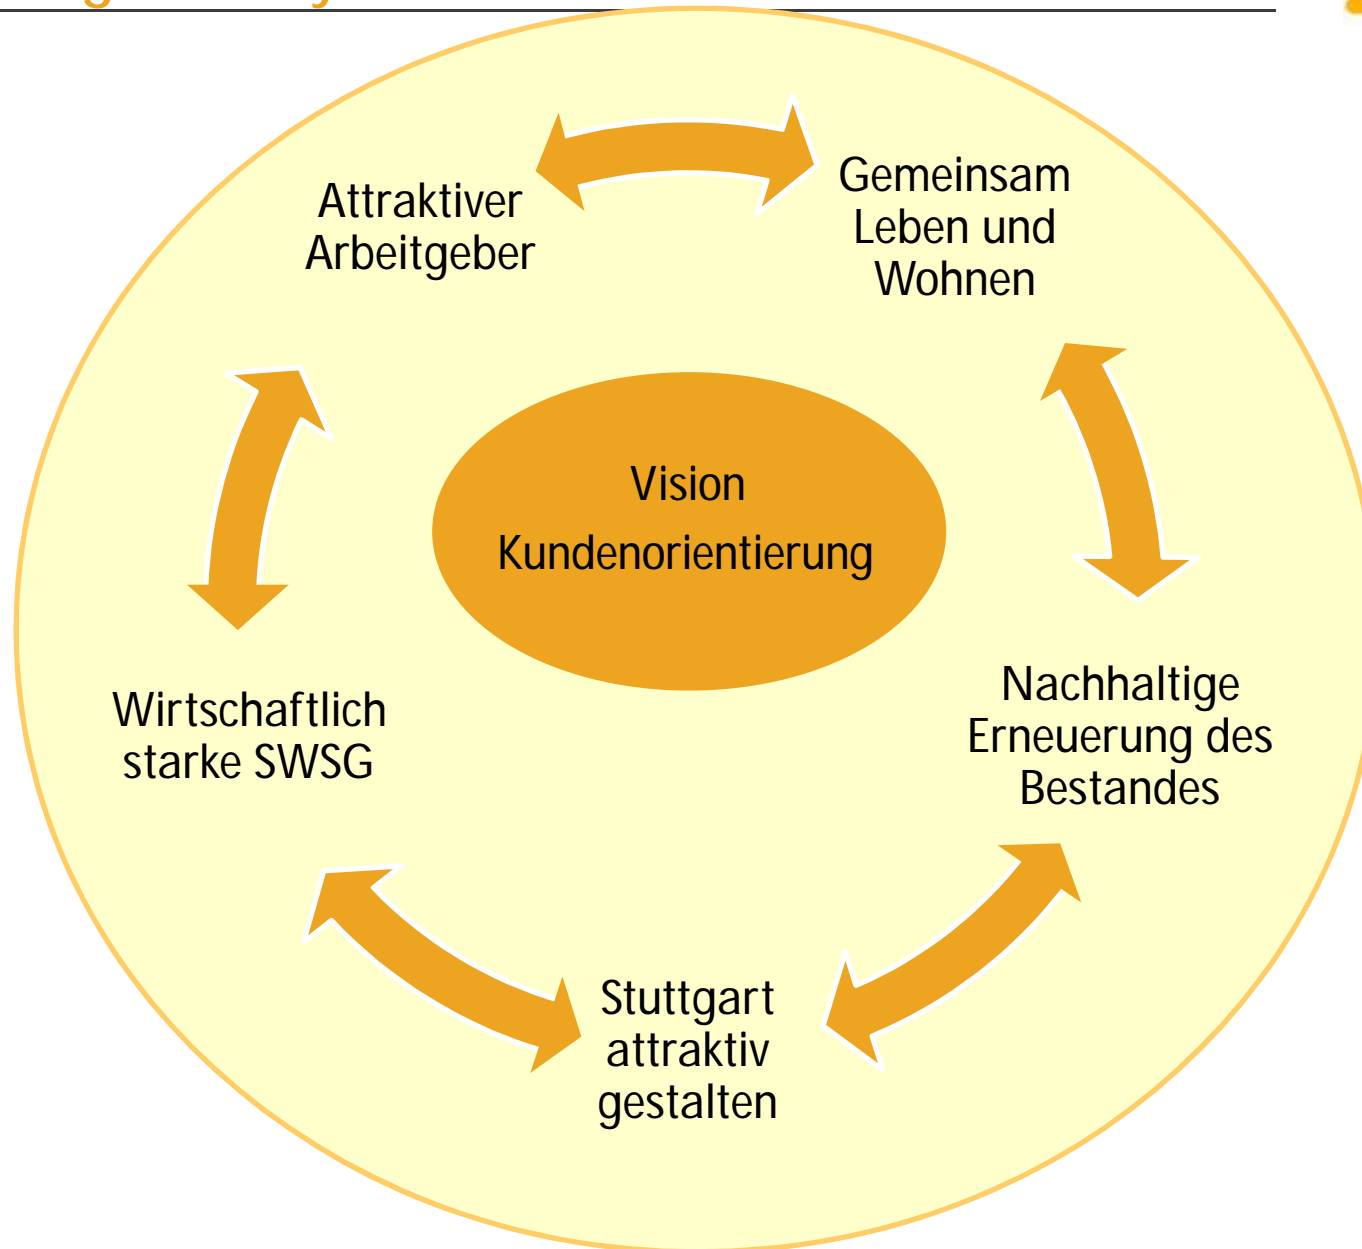 Attraktiver
Arbeitgeber
Gemeinsam
Leben und
Wohnen
Vision
Kundenorientierung
Wirtschaftlich
starke SWSG
Nachhaltige
Erneuerung des
Bestandes
Stuttgart
attraktiv
gestalten